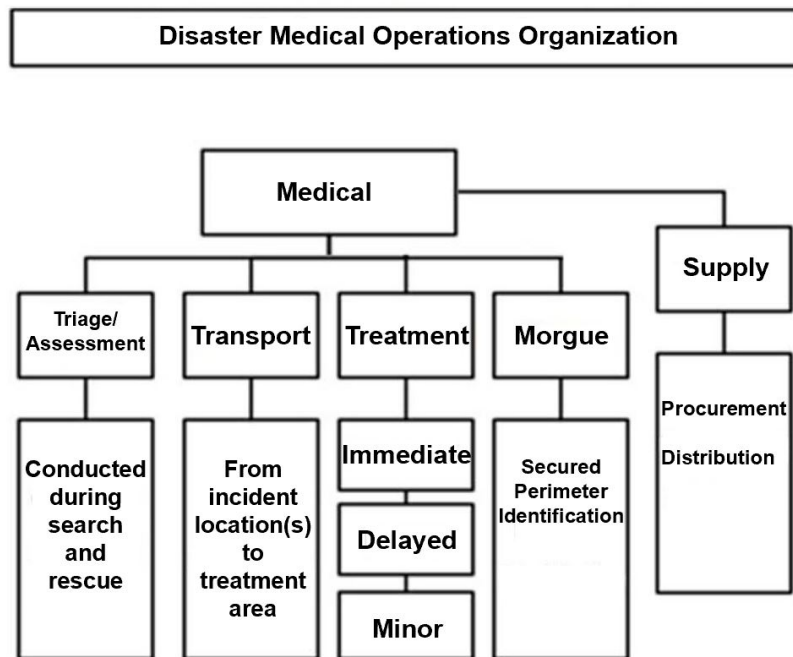 Disaster Medical Operations Organization
Medical
Supply
Triage/
Assessment
Transport
Treatment
Morgue
Procurement
Distribution
Conducted
during
search
and
rescue
From
incident
location(s)
to
treatment
area
Immediate
Delayed
Minor
Secured
Perimeter
Identification